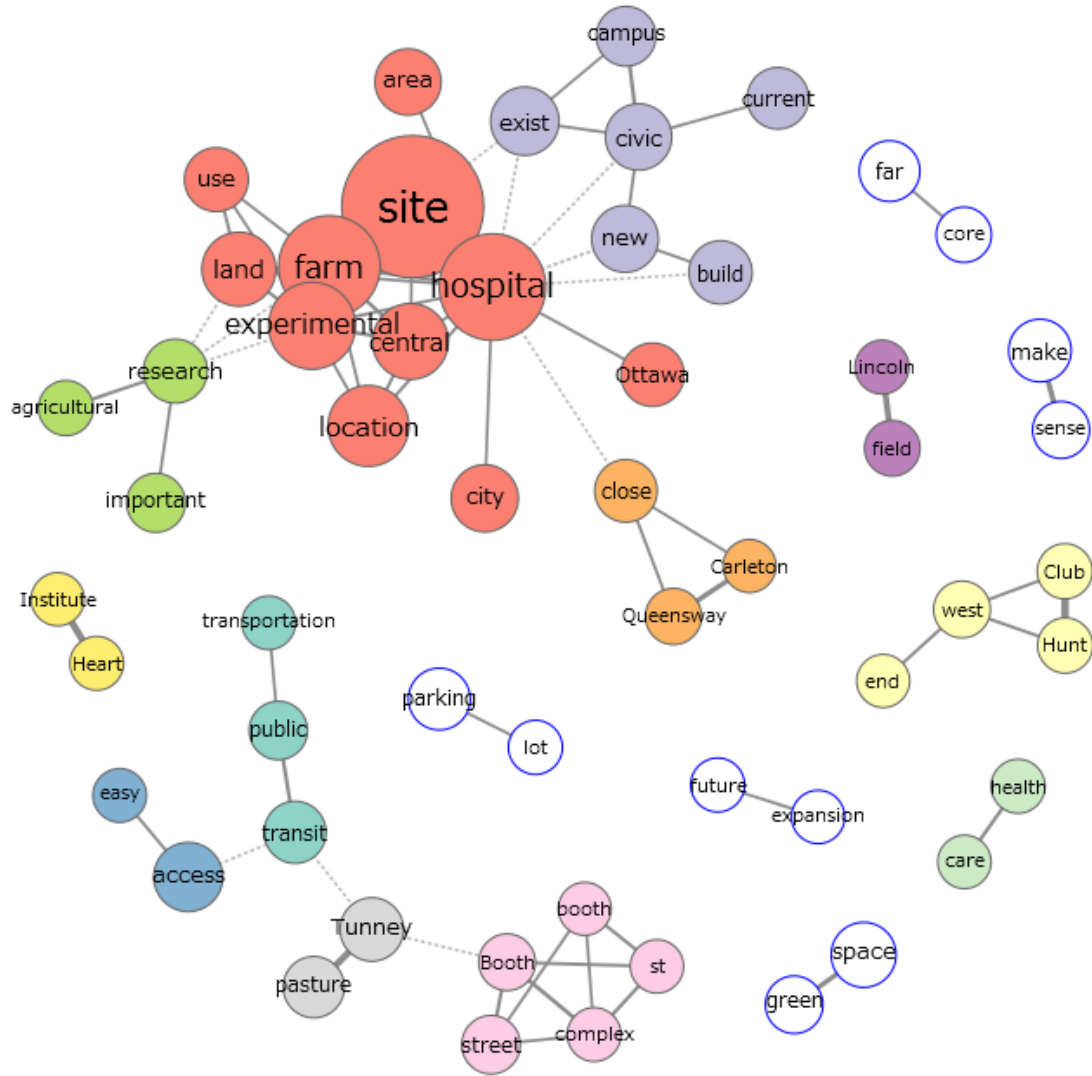 campus
area
current
exist
civic
far
use
site
core
new
land
farm
build
hospital
experimental
central
make
research
Lincoln
Ottawa
agricultural
location
sense
field
close
city
important
Carleton
Club
Institute
west
transportation
Queensway
Hunt
Heart
end
parking
public
lot
future
health
easy
expansion
transit
care
access
booth
Tunney
space
Booth
st
pasture
green
complex
street